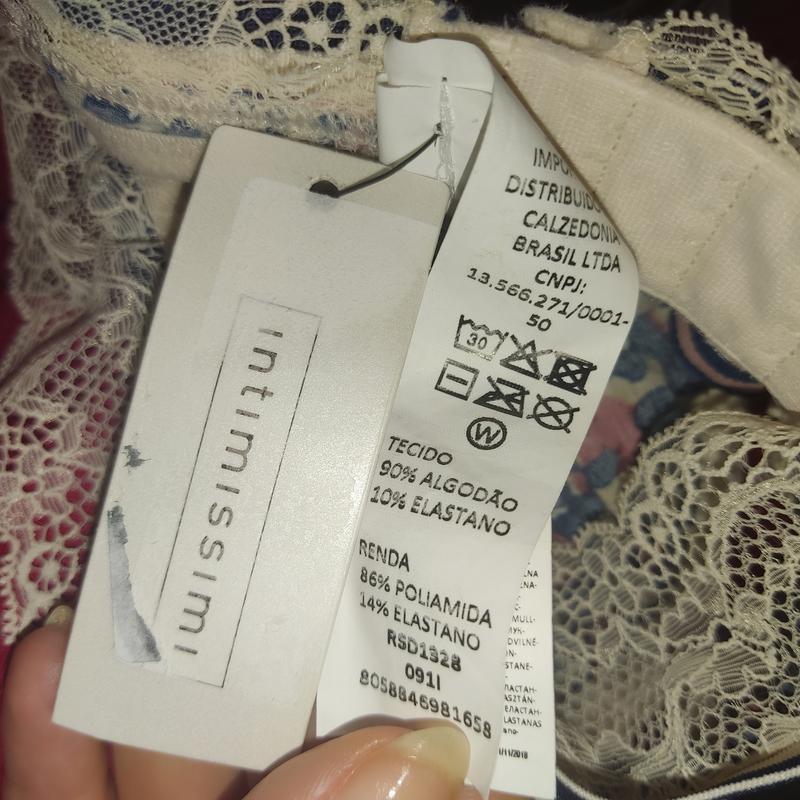 intimissimi
DISTRIBUIDO
CALZEDONIA
BRASIL LTDA
CNPJ:
13.566.271/0001-
50
30
W
TECIDO
90% ALGODÃO
10% ELASTANO
RENDA
86% POLIAMIDA
14% ELASTANO
RSD1328
091I
8058846981658